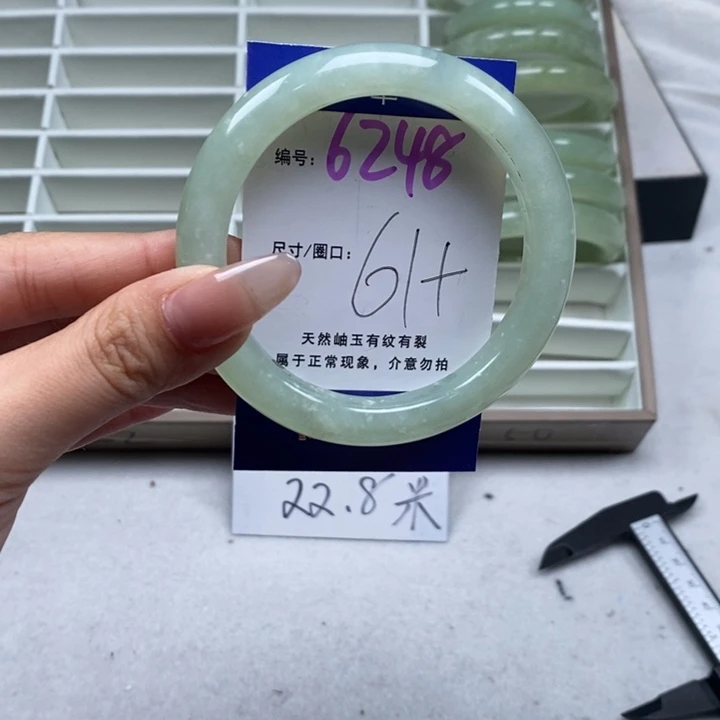 编号：6248
尺寸/圈口：61+
天然岫玉有纹有裂
属于正常现象，介意勿拍
22.8米